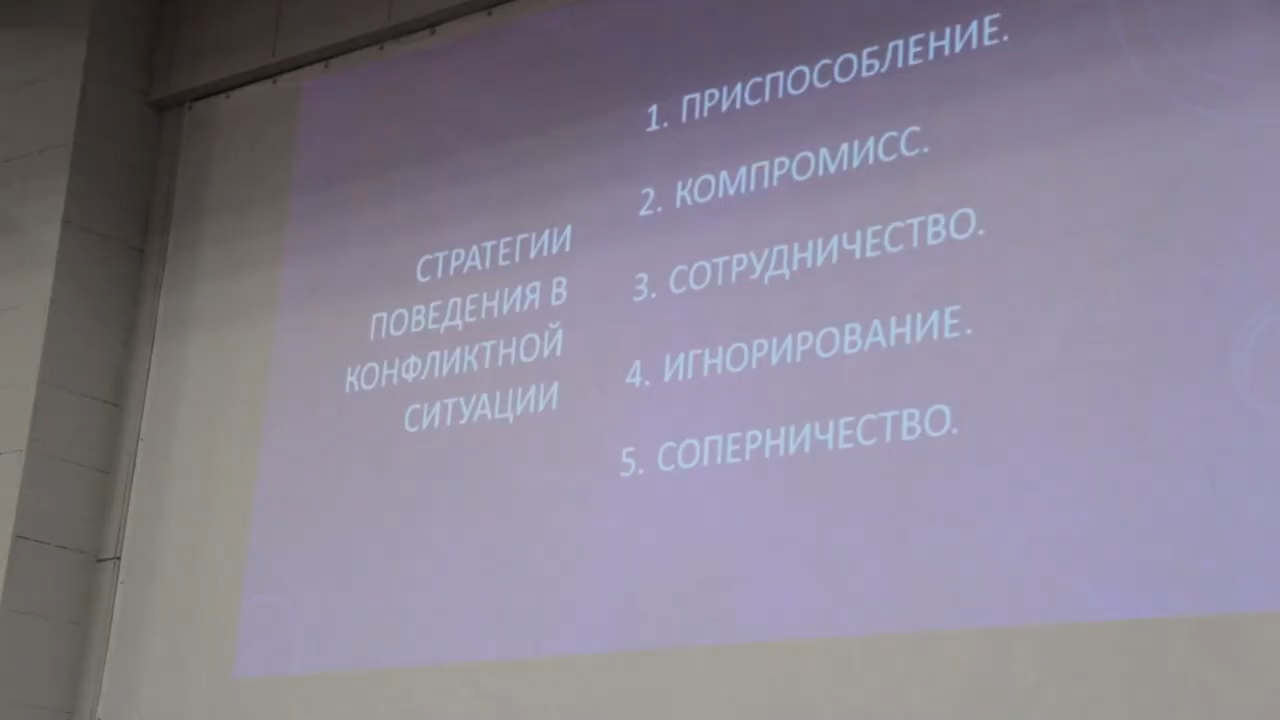 СТРАТЕГИИ
ПОВЕДЕНИЯ В
КОНФЛИКТНОЙ
СИТУАЦИИ
1. ПРИСПОСОБЛЕНИЕ.
2. КОМПРОМИСС.
3. СОТРУДНИЧЕСТВО.
4. ИГНОРИРОВАНИЕ.
5. СОПЕРНИЧЕСТВО.